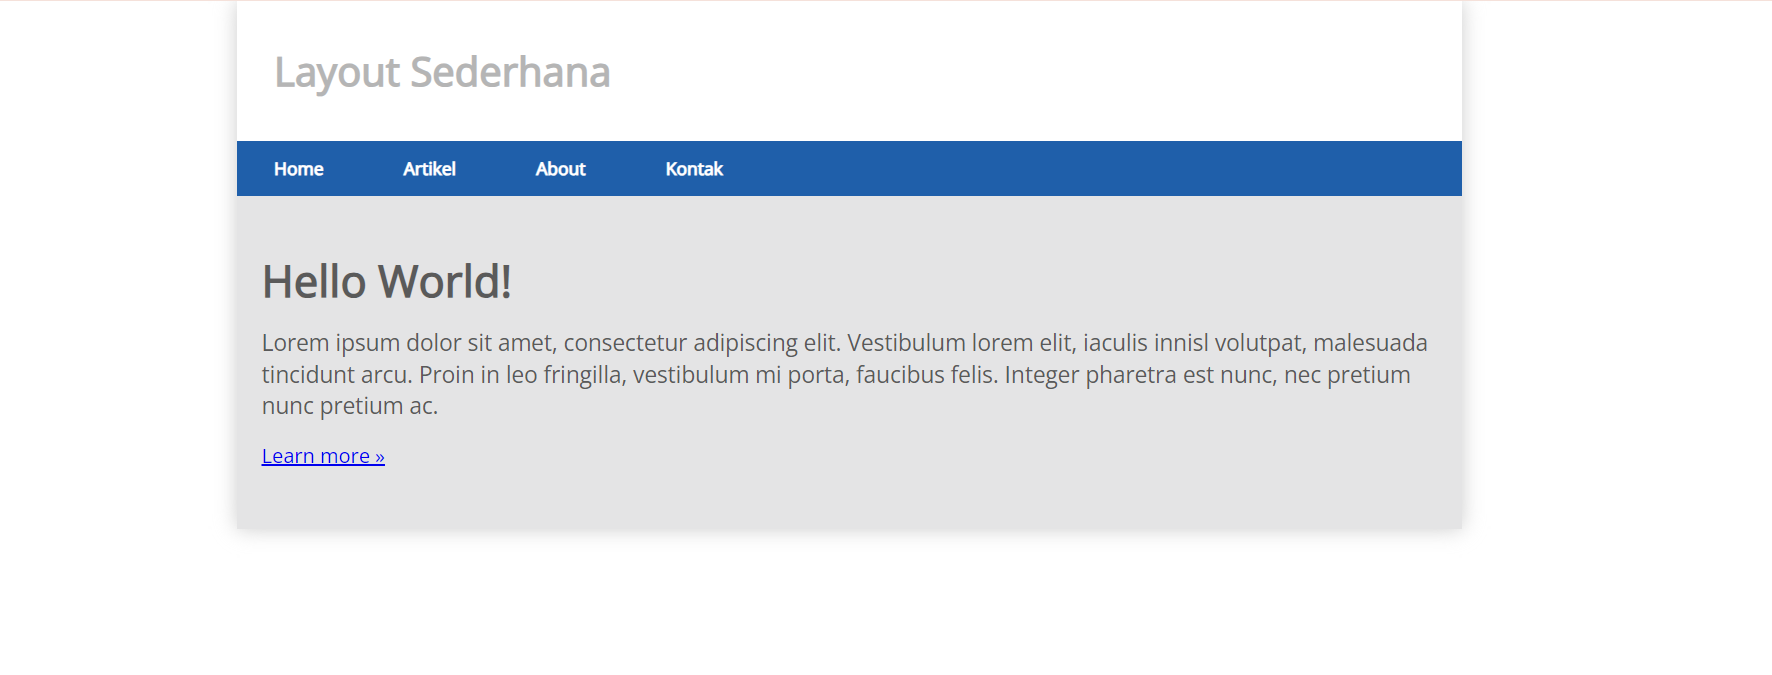 Layout Sederhana
Home Artikel About Kontak
Hello World!
Lorem ipsum dolor sit amet, consectetur adipiscing elit. Vestibulum lorem elit, iaculis innisl volutpat, malesuada
tincidunt arcu. Proin in leo fringilla, vestibulum mi porta, faucibus felis. Integer pharetra est nunc, nec pretium
nunc pretium ac.
Learn more »